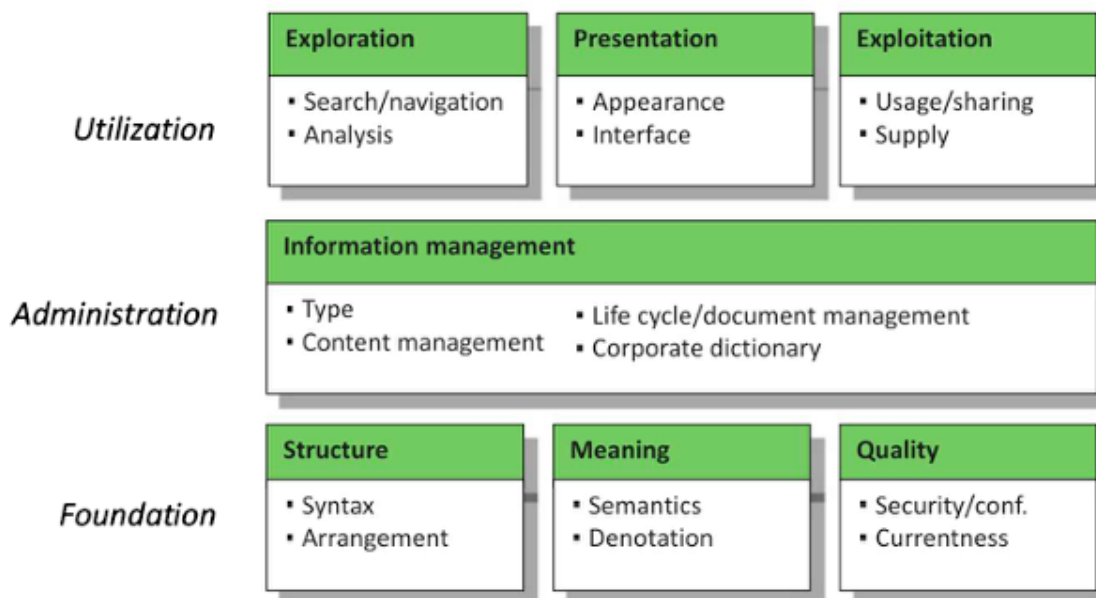 Exploration
Presentation
Exploitation
Utilization
▪ Search/navigation
▪ Analysis
▪ Appearance
▪ Interface
▪ Usage/sharing
▪ Supply
Administration
Information management
▪ Type
▪ Content management
▪ Life cycle/document management
▪ Corporate dictionary
Foundation
Structure
▪ Syntax
▪ Arrangement
Meaning
▪ Semantics
▪ Denotation
Quality
▪ Security/conf.
▪ Currentness